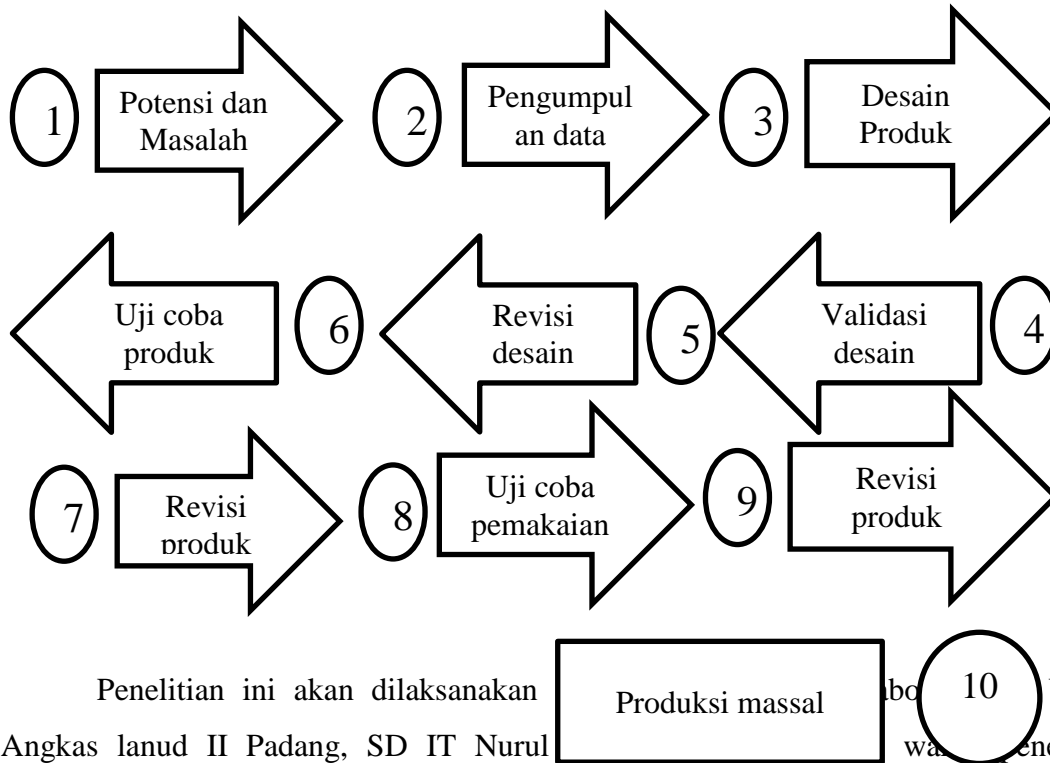 1
Potensi dan
Masalah
2
Pengumpul
an data
3
Desain
Produk
4
Validasi
desain
5
Revisi
desain
6
Uji coba
produk
7
Revisi
produk
8
Uji coba
pemakaian
9
Revisi
produk
10
Produksi massal
Penelitian ini akan dilaksanakan
Angkas lanud II Padang, SD IT Nurul